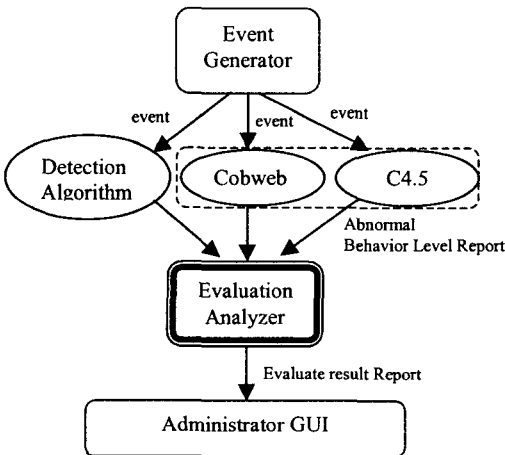 Event
Generator
event
event
event
Detection
Algorithm
Cobweb
C4.5
Abnormal
Behavior Level Report
Evaluation
Analyzer
Evaluate result Report
Administrator GUI